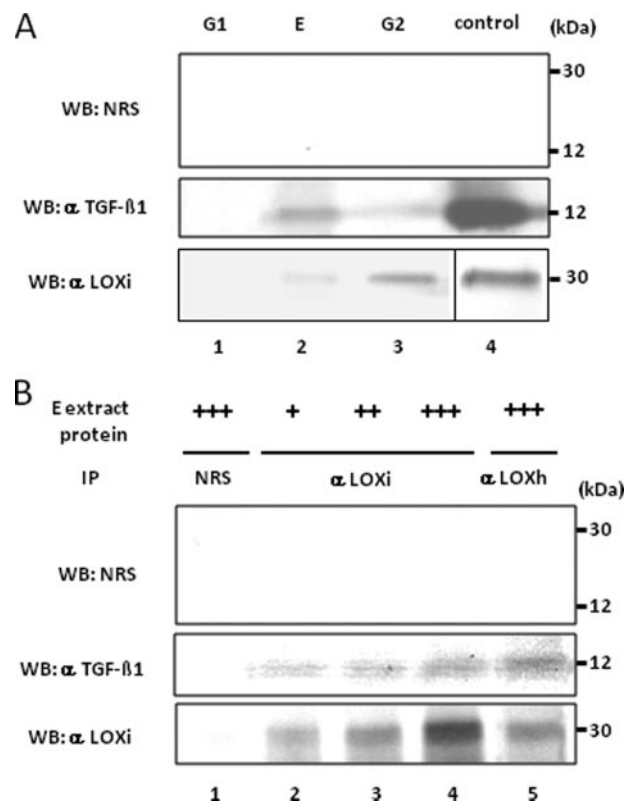 A
G1 E G2 control (kDa)
30
WB: NRS
12
WB: α TGF-ß1 12
WB: α LOXi 30
1 2 3 4
B
E extract +++ + ++ +++ +++
protein
IP NRS α LOXi α LOXh
(kDa)
30
WB: NRS
12
WB: α TGF-ß1 12
WB: α LOXi 30
1 2 3 4 5